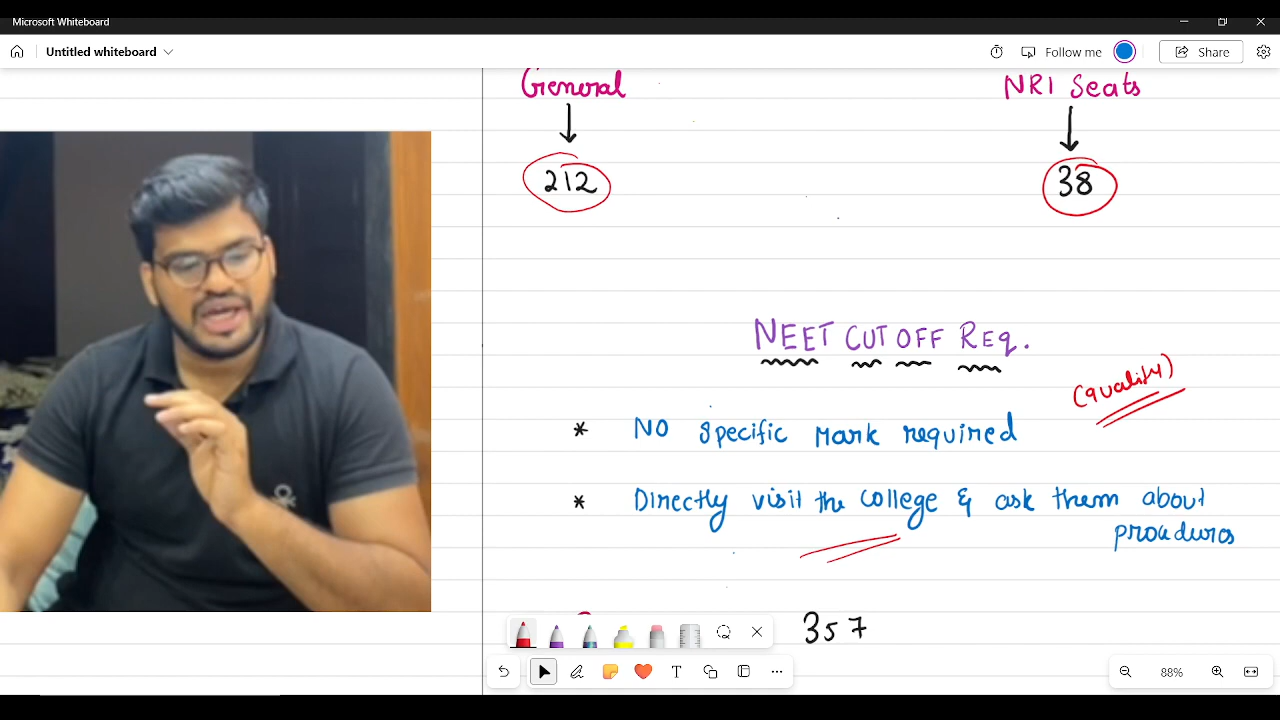 Microsoft Whiteboard
Untitled whiteboard
Follow me
Share
General
NRI Seats
212
38
NEET CUT OFF REq.
(qualify)
* NO specific Mark required
* Directly visit the college & ask them about
procedures
357
T
88%